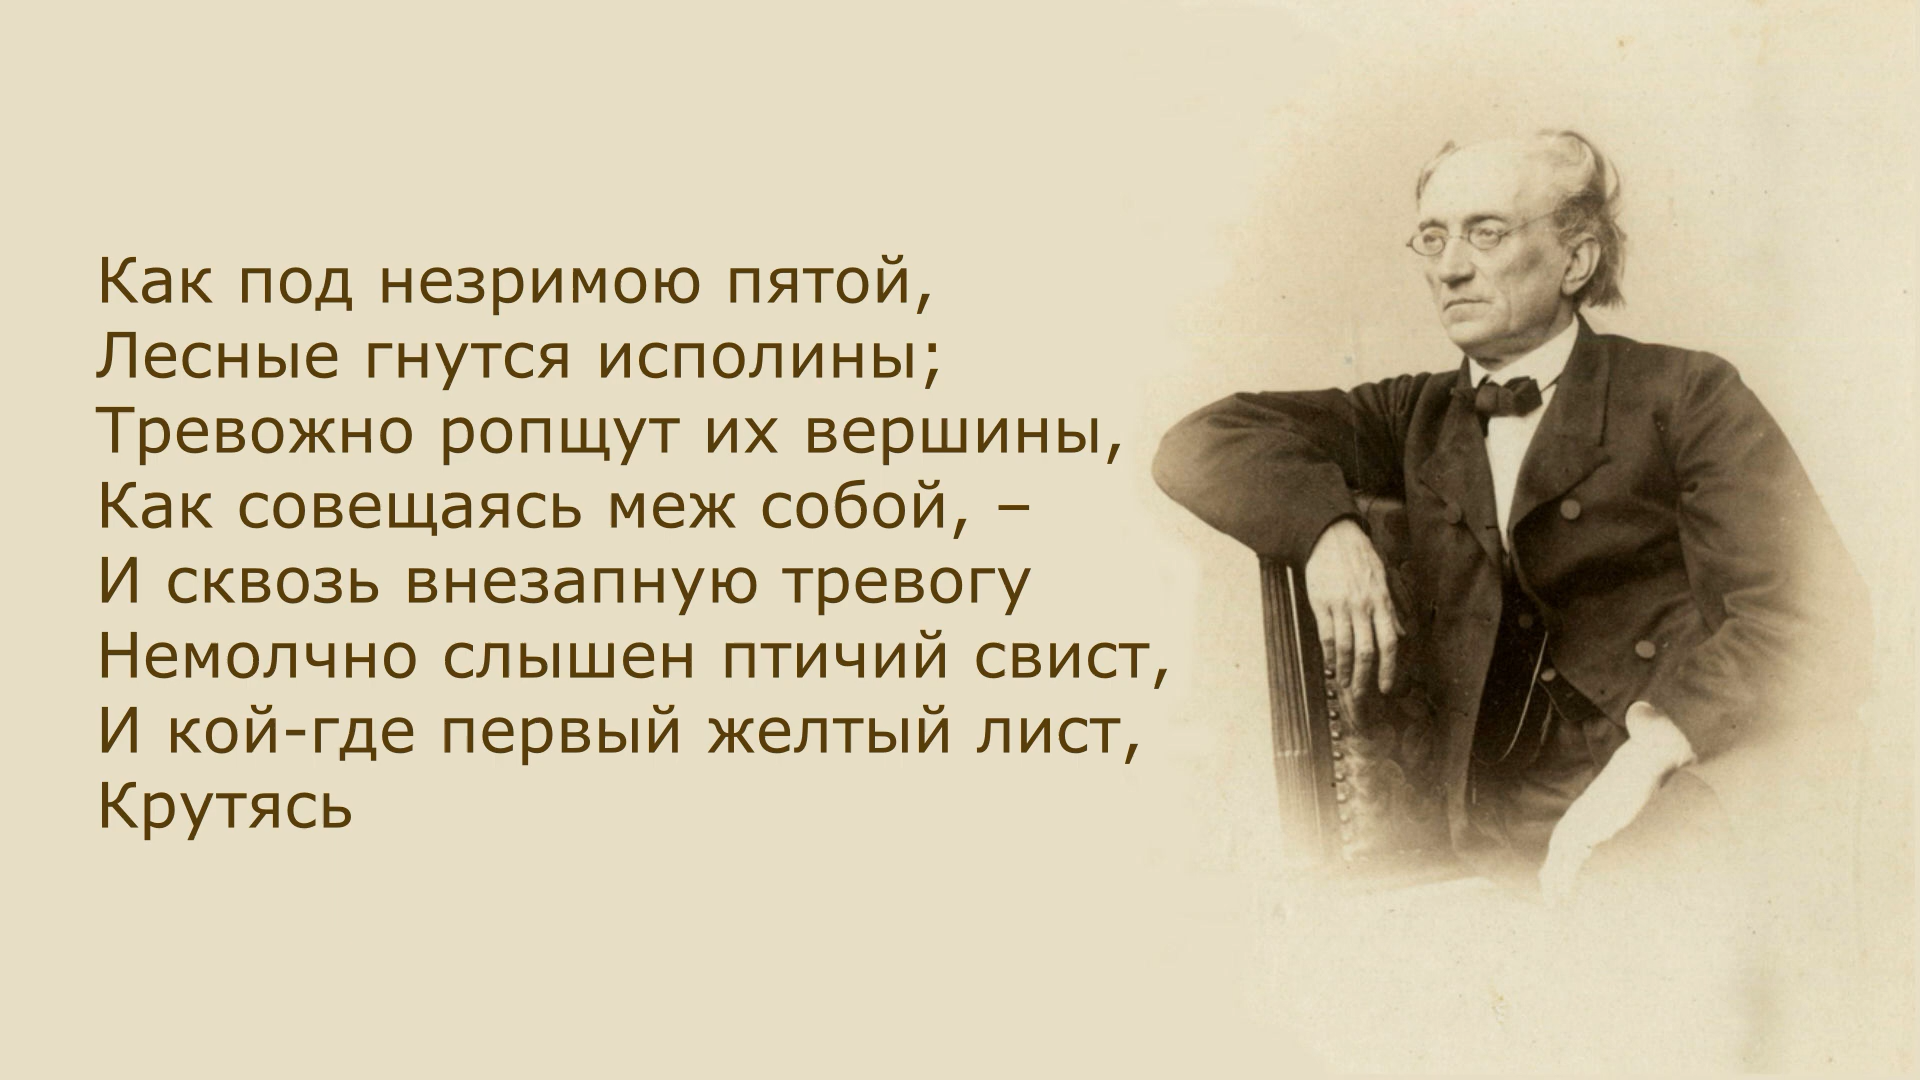 Как под незримою пятой,
Лесные гнутся исполины;
Тревожно ропщут их вершины,
Как совещаясь меж собой, –
И сквозь внезапную тревогу
Немолчно слышен птичий свист,
И кой-где первый желтый лист,
Крутясь